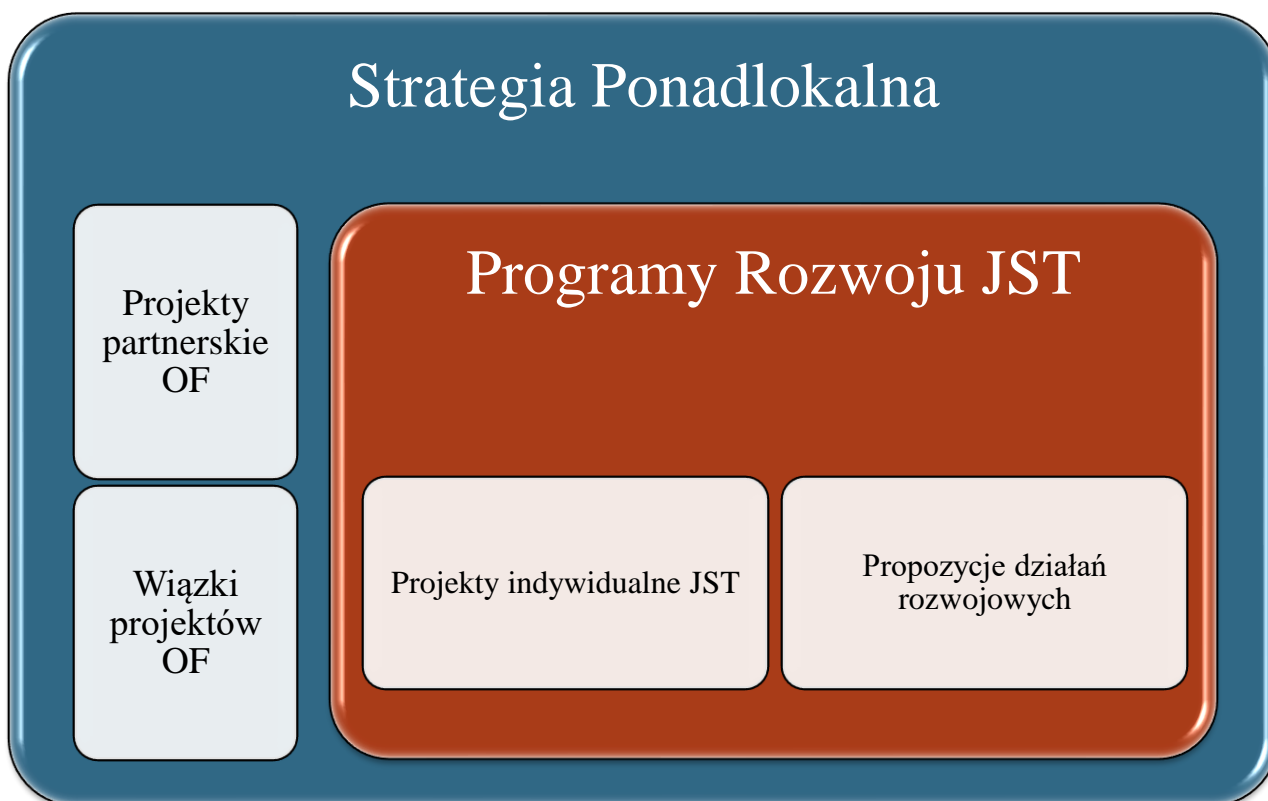 Strategia Ponadlokalna
Projekty
partnerskie
OF
Wiązki
projektów
OF
Programy Rozwoju JST
Projekty indywidualne JST
Propozycje działań
rozwojowych